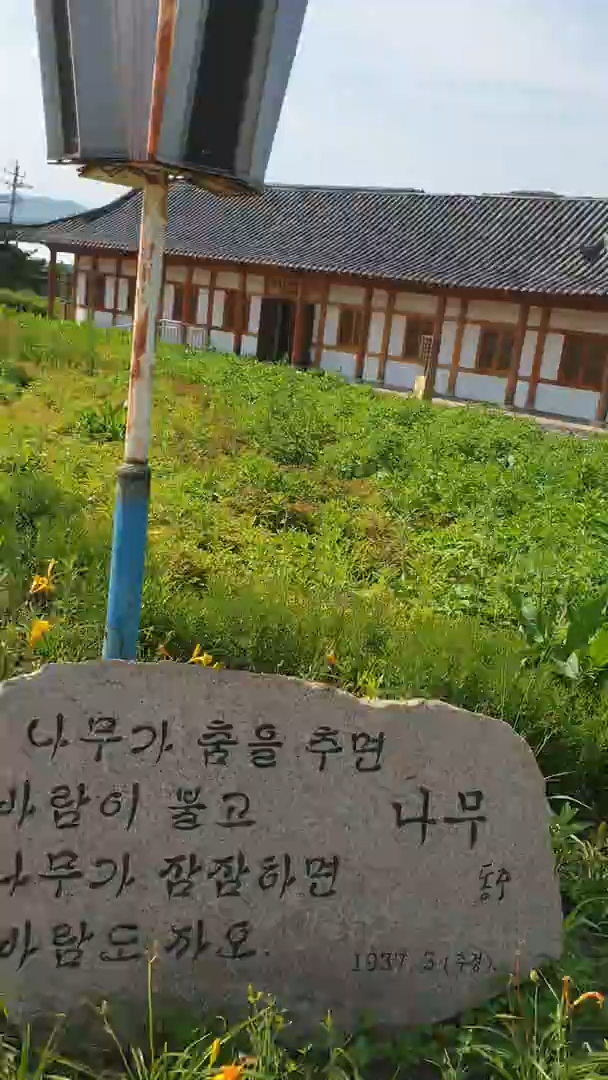 나무가 춤을 추면
바람이 불고
나무가 잠잠하면
바람도 자오.
나무
동주
1937. 3 (추정).